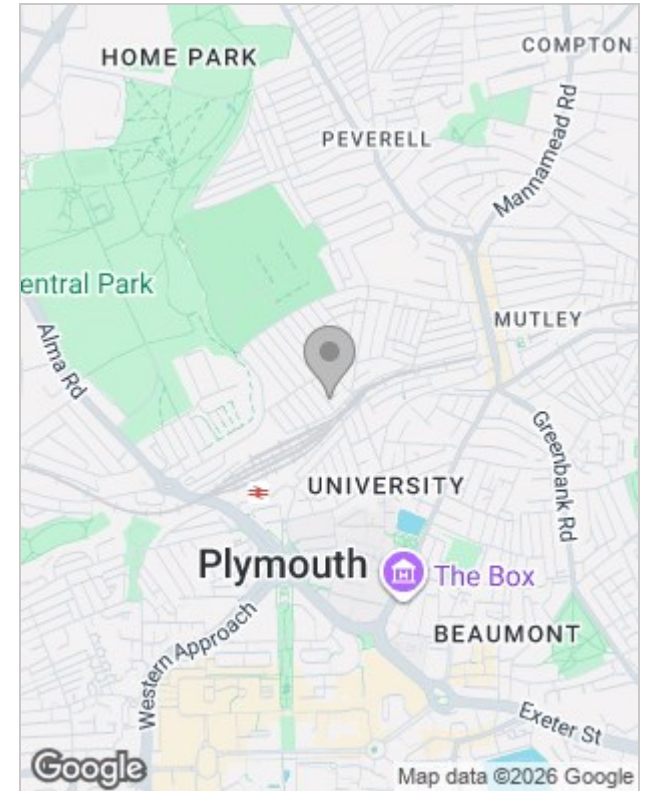 HOME PARK
COMPTON
PEVERELL
Mannamead Rd
entral Park
MUTLEY
Alma Rd
Greenbank Rd
UNIVERSITY
Plymouth
The Box
BEAUMONT
Western Approach
Exeter St
Google
Map data ©2026 Google